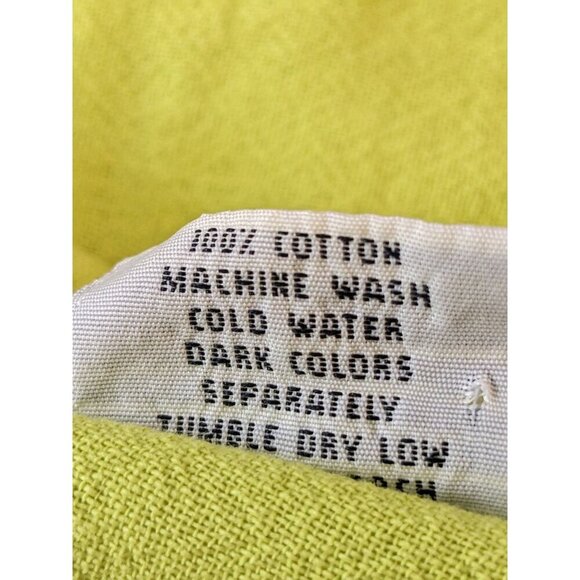 100% COTTON
MACHINE WASH
COLD WATER
DARK COLORS
SEPARATELY
TUMBLE DRY LOW